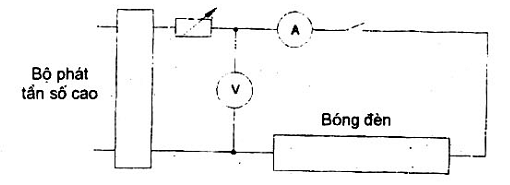 A
Bộ phát
tần số cao
V
Bóng đèn